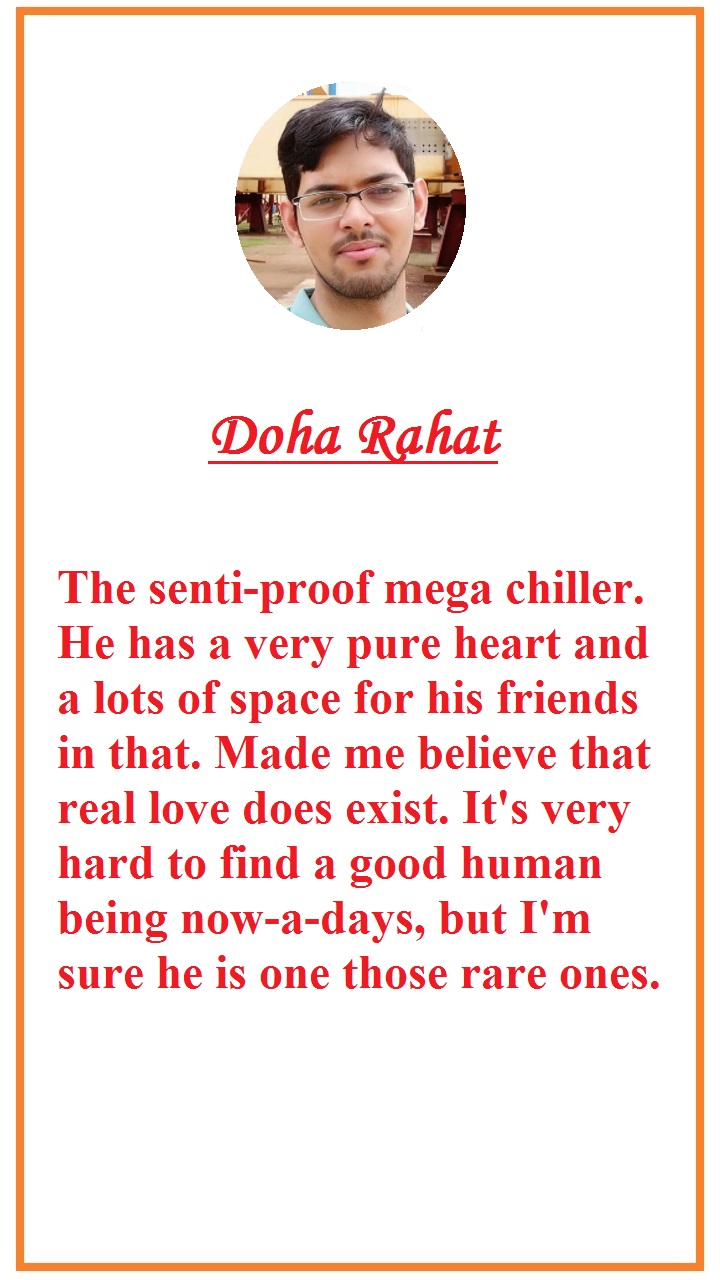 Doha Rahat
The senti-proof mega chiller.
He has a very pure heart and
a lots of space for his friends
in that. Made me believe that
real love does exist. It's very
hard to find a good human
being now-a-days, but I'm
sure he is one those rare ones.